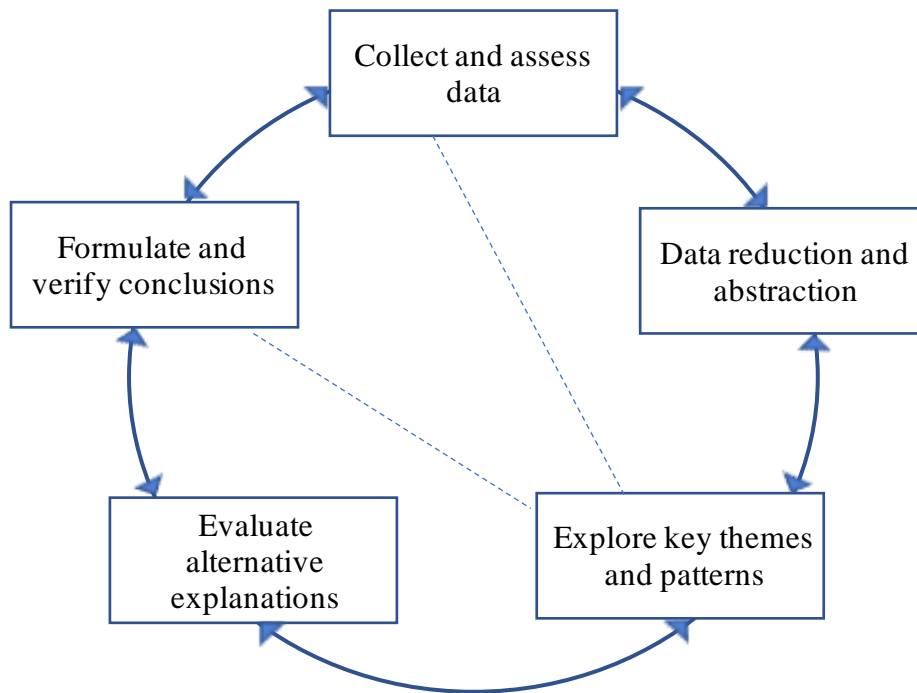 Collect and assess
data
Data reduction and
abstraction
Explore key themes
and patterns
Evaluate
alternative
explanations
Formulate and
verify conclusions